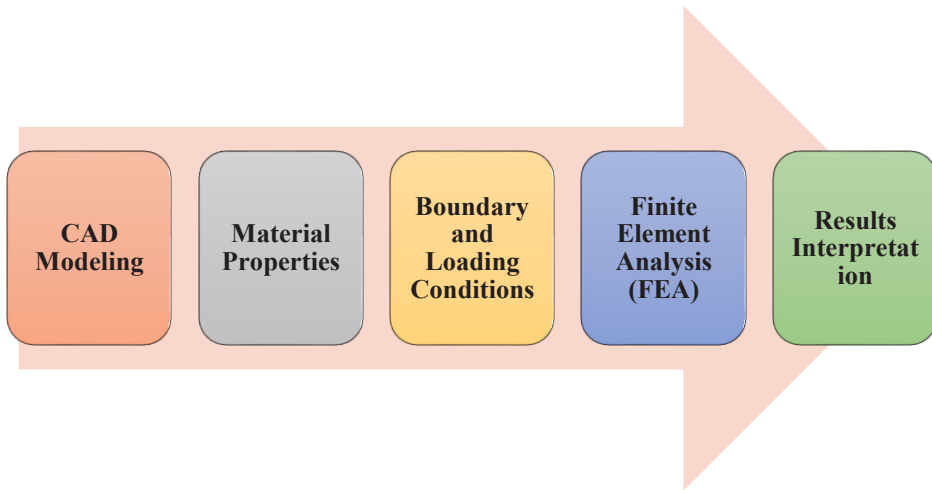 CAD
Modeling
Material
Properties
Boundary
and
Loading
Conditions
Finite
Element
Analysis
(FEA)
Results
Interpretat
ion